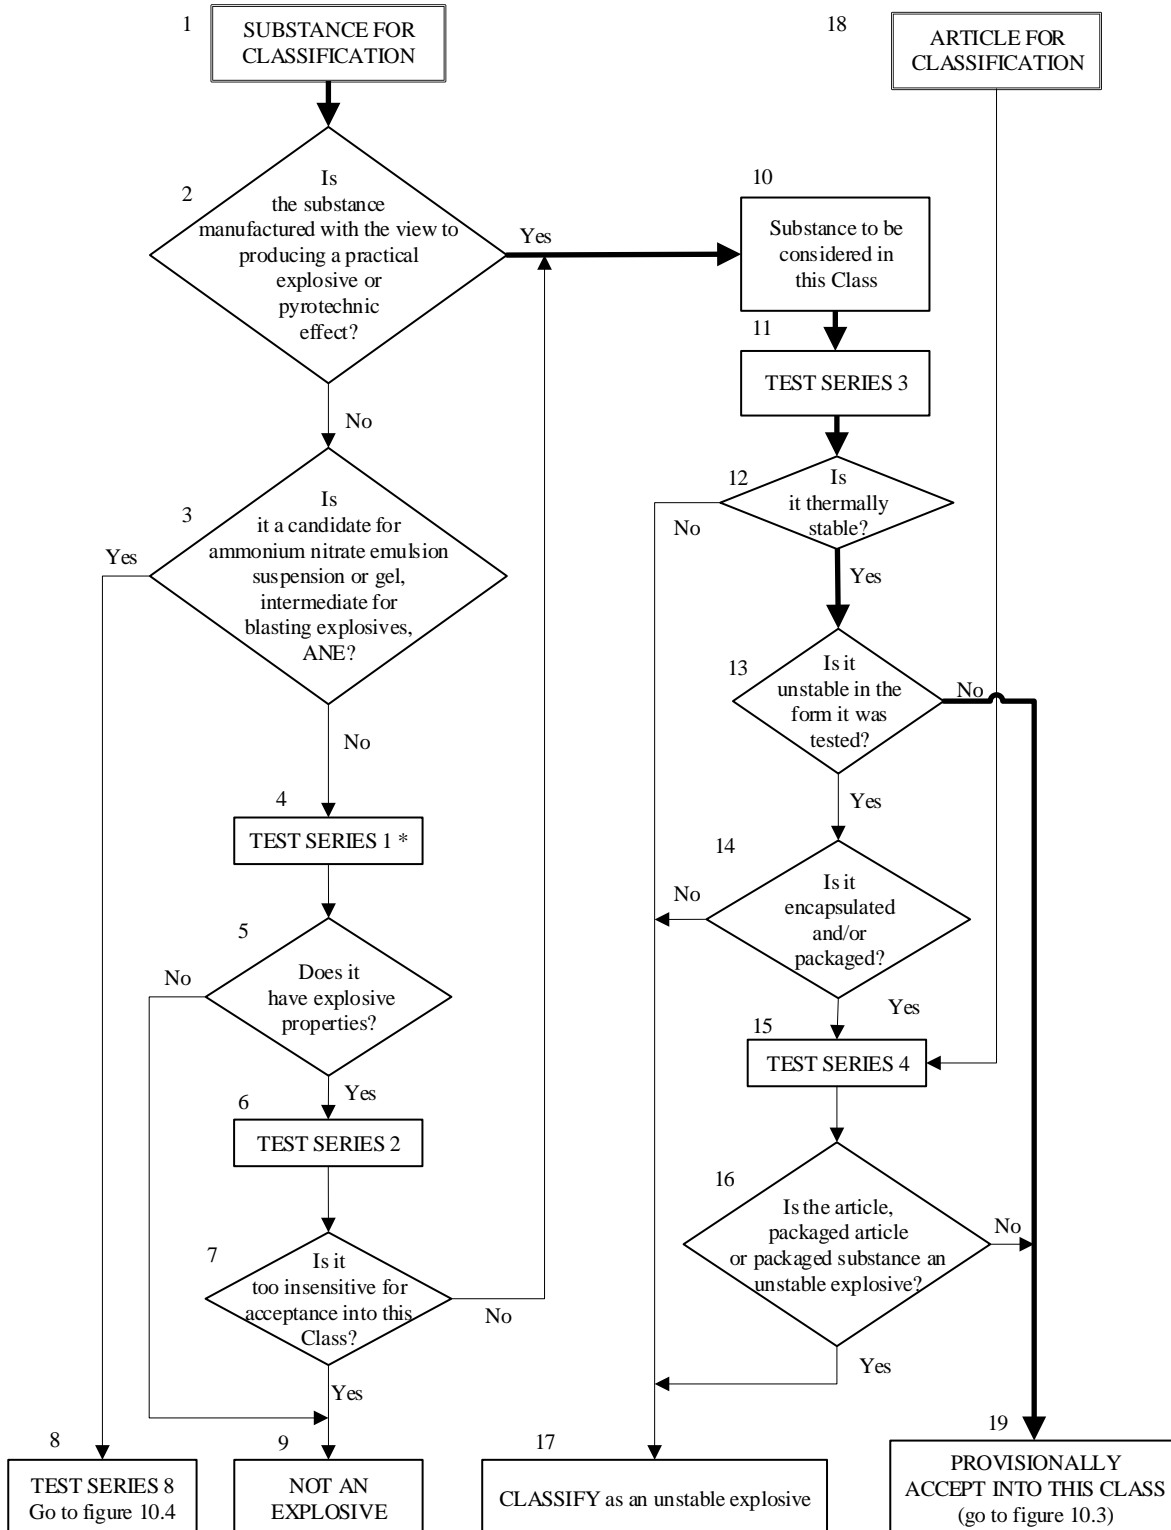 1
SUBSTANCE FOR
CLASSIFICATION
18
ARTICLE FOR
CLASSIFICATION
2
Is
the substance
manufactured with the view to
producing a practical
explosive or
pyrotechnic
effect?
Yes
No
10
Substance to be
considered in
this Class
11
TEST SERIES 3
3
Is
it a candidate for
ammonium nitrate emulsion
suspension or gel,
intermediate for
blasting explosives,
ANE?
Yes
No
12
Is
it thermally
stable?
No
Yes
13
Is it
unstable in the
form it was
tested?
No
Yes
4
TEST SERIES 1 *
14
Is it
encapsulated
and/or
packaged?
No
Yes
5
Does it
have explosive
properties?
No
Yes
15
TEST SERIES 4
6
TEST SERIES 2
16
Is the article,
packaged article
or packaged substance an
unstable explosive?
No
Yes
7
Is it
too insensitive for
acceptance into this
Class?
No
Yes
8
TEST SERIES 8
Go to figure 10.4
9
NOT AN
EXPLOSIVE
17
CLASSIFY as an unstable explosive
19
PROVISIONALLY
ACCEPT INTO THIS CLASS
(go to figure 10.3)